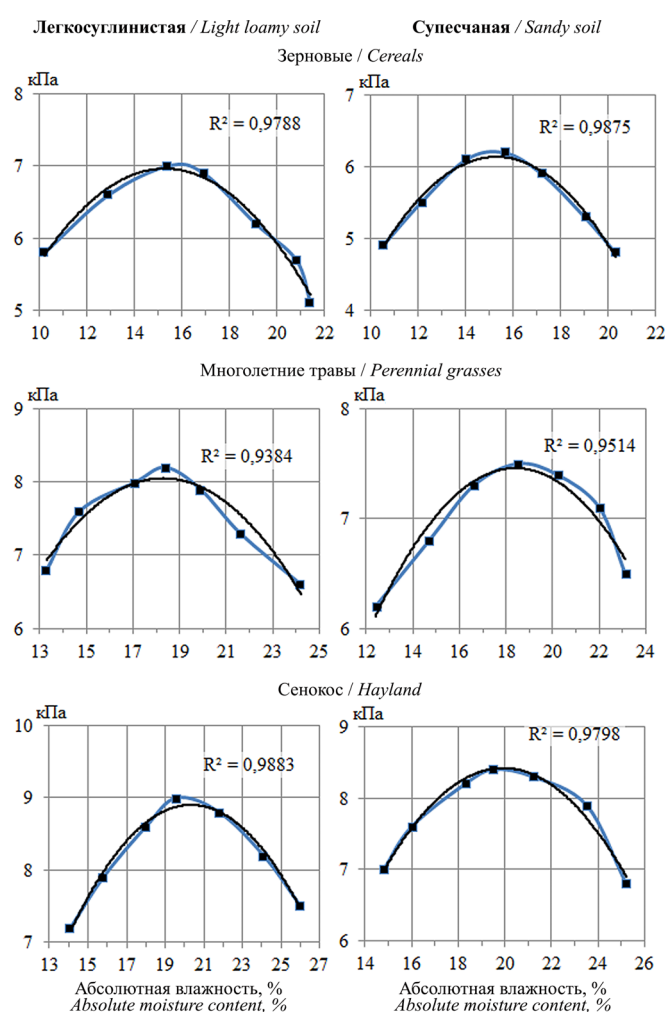 Легкосуглинистая / Light loamy soil
Супесчаная / Sandy soil
Зерновые / Cereals
кПа
8
7
6
5
R² = 0,9788
10 12 14 16 18 20 22
кПа
7
6
5
4
R² = 0,9875
10 12 14 16 18 20 22
Многолетние травы / Perennial grasses
кПа
9
8
7
6
R² = 0,9384
13 15 17 19 21 23 25
кПа
8
7
6
R² = 0,9514
12 14 16 18 20 22 24
Сенокос / Hayland
кПа
10
9
8
7
R² = 0,9883
13 15 17 19 21 23 25 27
Абсолютная влажность, %
Absolute moisture content, %
кПа
9
8
7
6
R² = 0,9798
14 16 18 20 22 24 26
Абсолютная влажность, %
Absolute moisture content, %